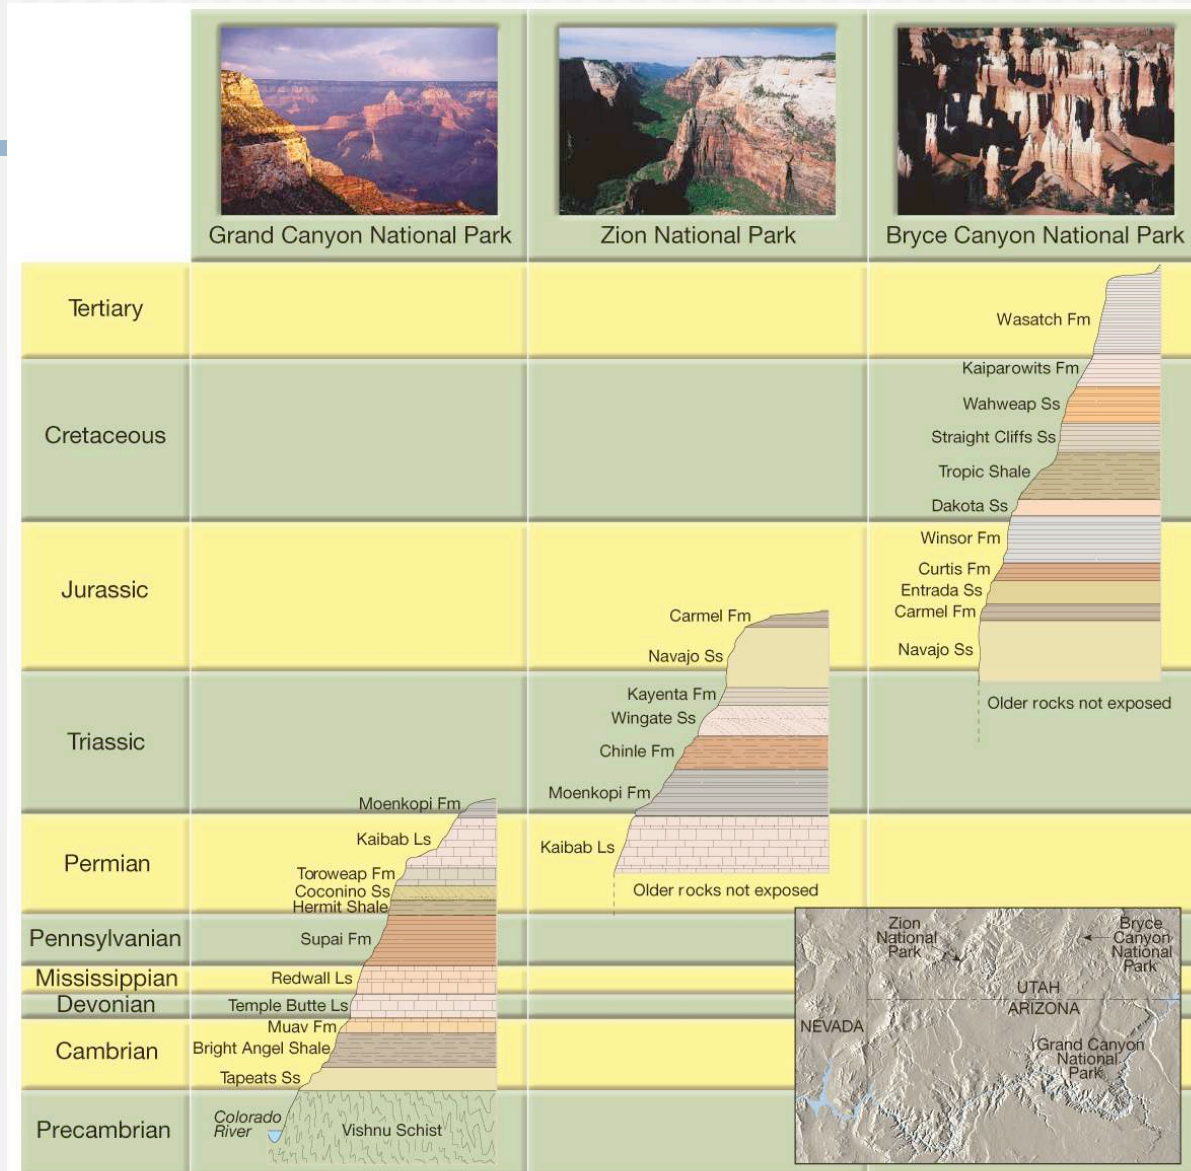 Grand Canyon National Park
Zion National Park
Bryce Canyon National Park
Tertiary
Wasatch Fm
Kaiparowits Fm
Cretaceous
Wahweap Ss
Straight Cliffs Ss
Tropic Shale
Dakota Ss
Jurassic
Winsor Fm
Curtis Fm
Entrada Ss
Carmel Fm
Navajo Ss
Older rocks not exposed
Carmel Fm
Navajo Ss
Triassic
Kayenta Fm
Wingate Ss
Chinle Fm
Moenkopi Fm
Kaibab Ls
Older rocks not exposed
Moenkopi Fm
Permian
Kaibab Ls
Toroweap Fm
Coconino Ss
Hermit Shale
Pennsylvanian
Supai Fm
Mississippian
Redwall Ls
Devonian
Temple Butte Ls
Cambrian
Muav Fm
Bright Angel Shale
Tapeats Ss
Precambrian
Colorado
River
Vishnu Schist
Zion
National
Park
Bryce
Canyon
National
Park
UTAH
ARIZONA
NEVADA
Grand Canyon
National
Park